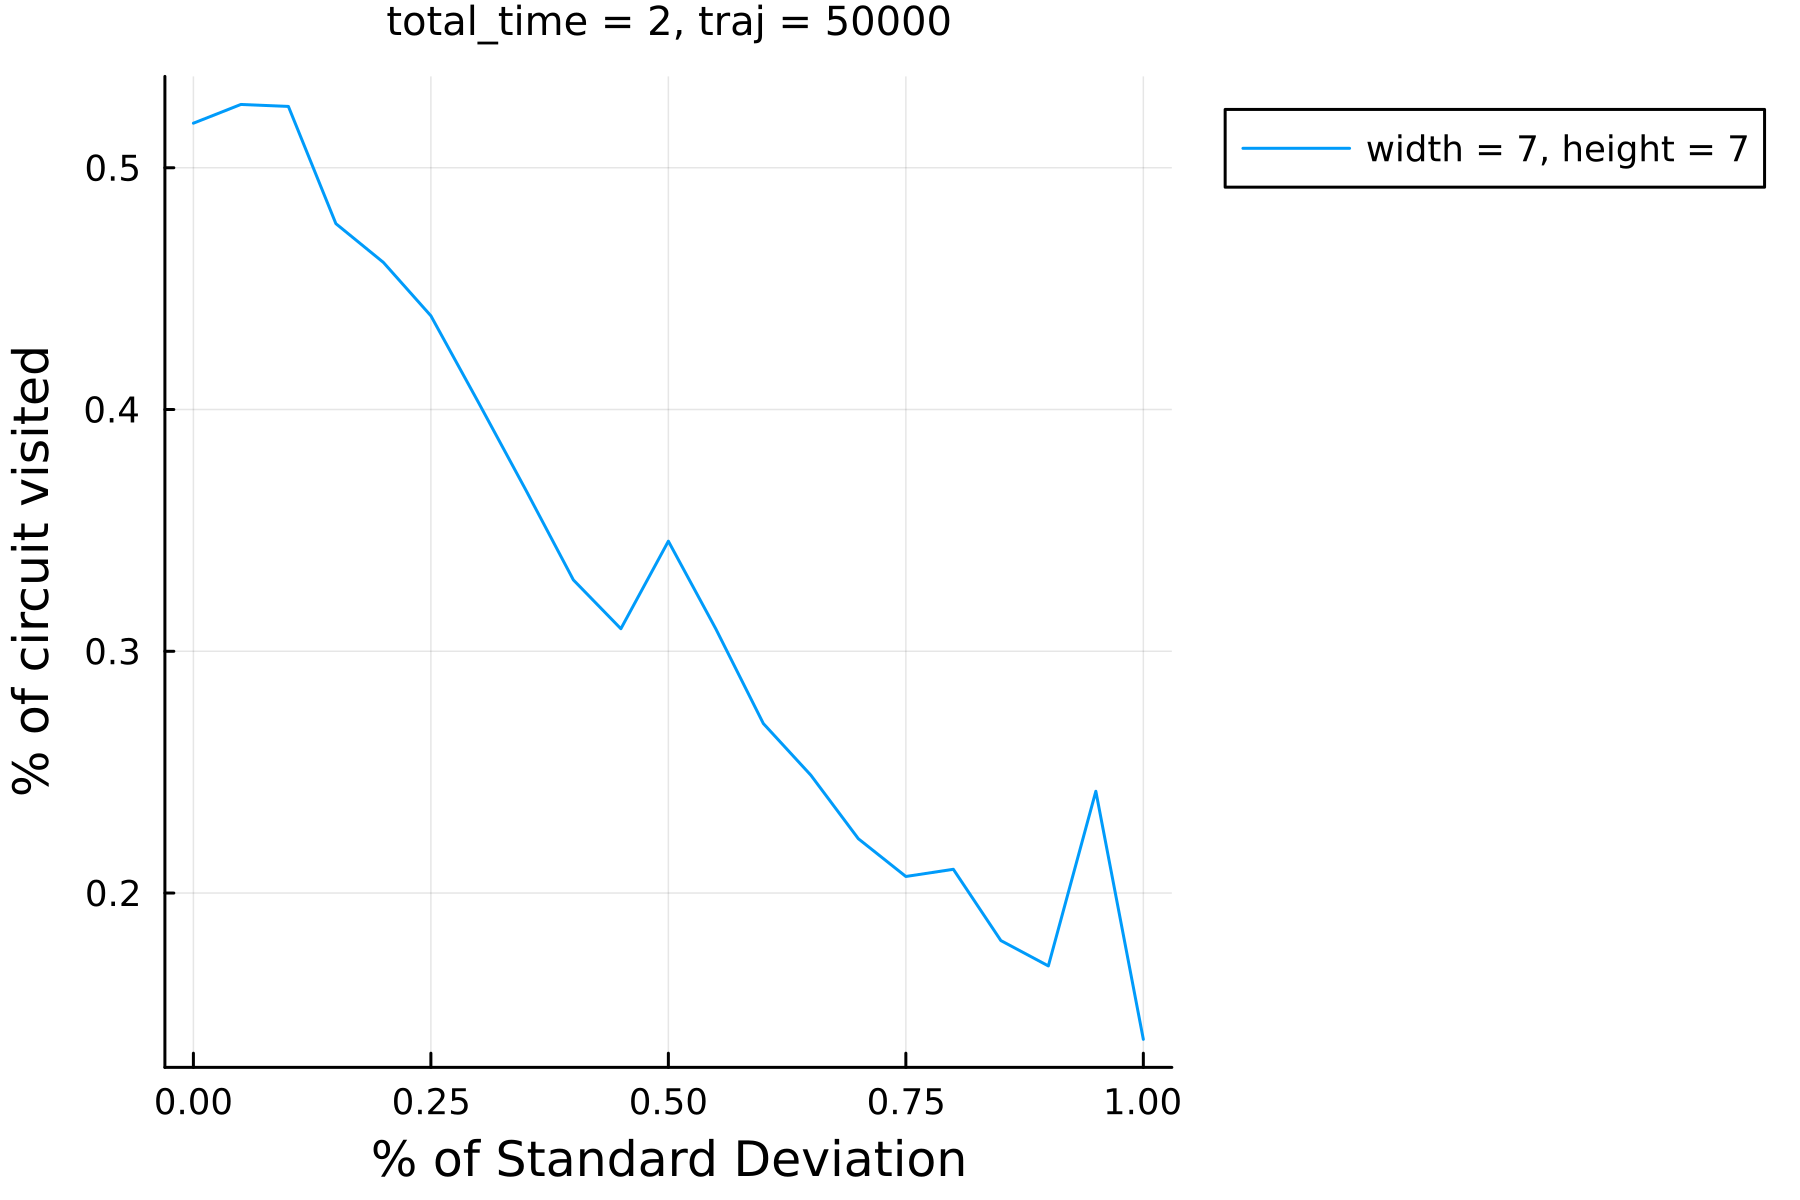 total_time = 2, traj = 50000
width = 7, height = 7
% of circuit visited
0.5
0.4
0.3
0.2
0.00 0.25 0.50 0.75 1.00
% of Standard Deviation